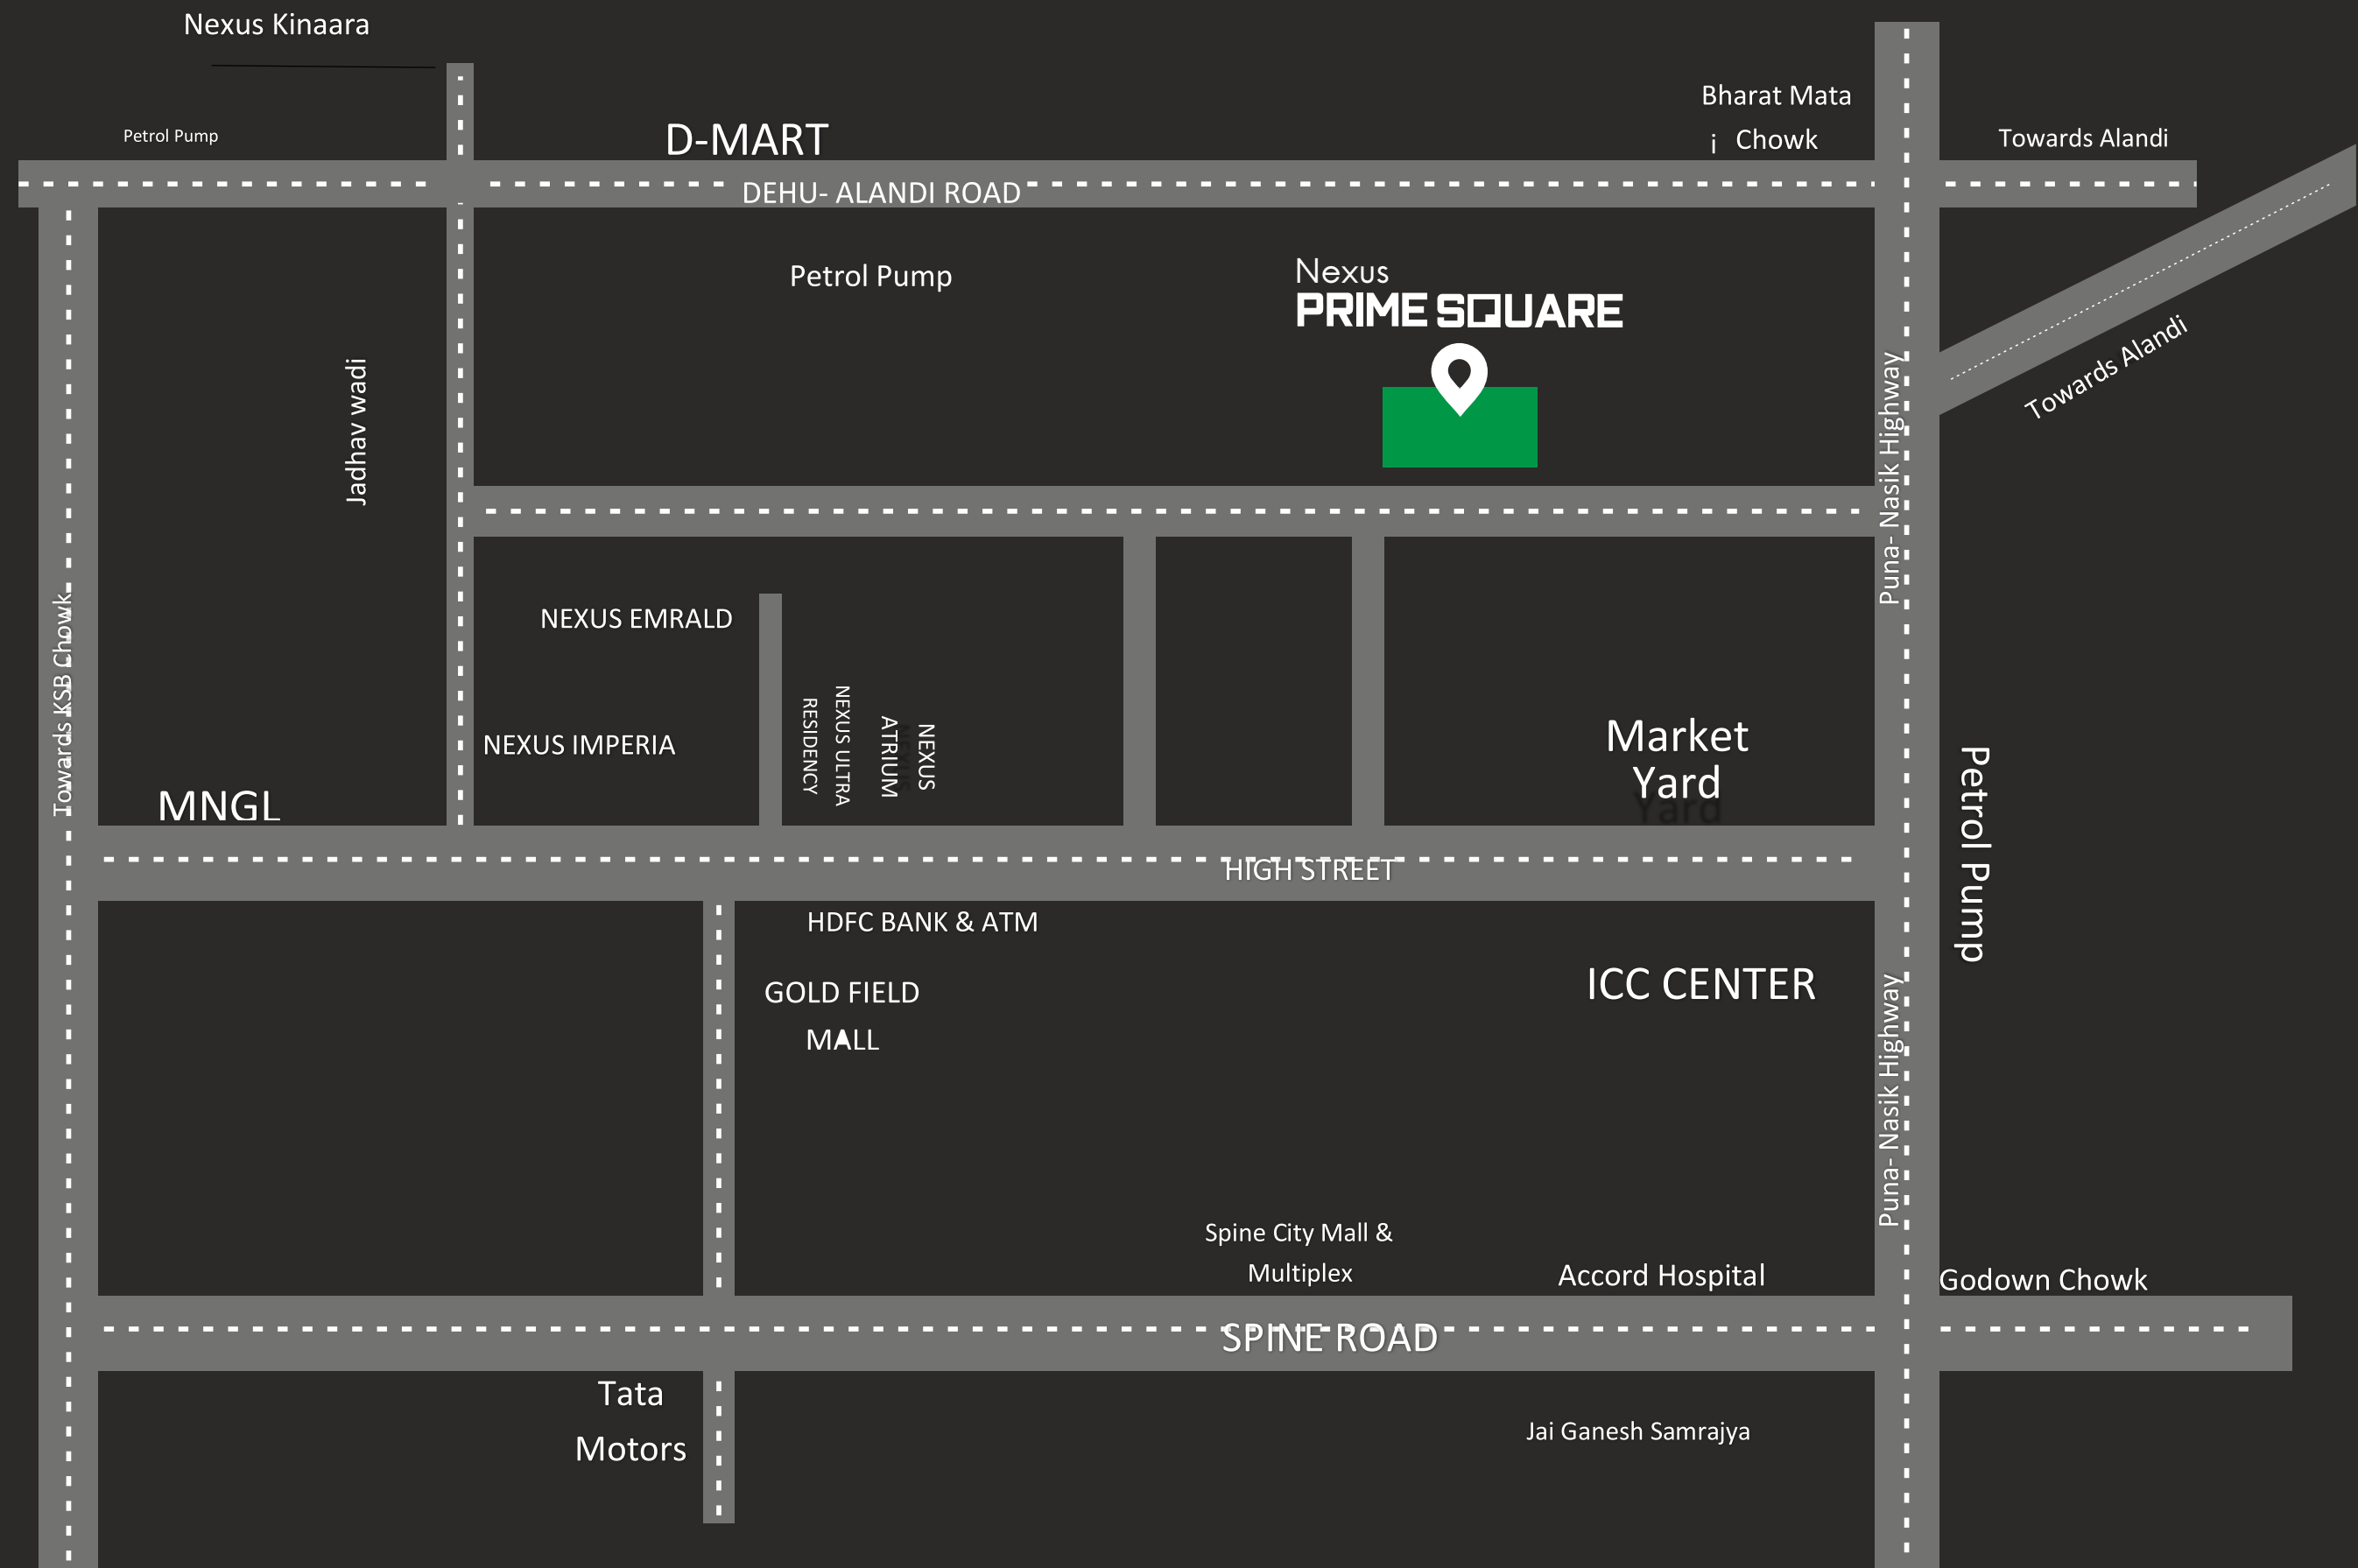 Nexus Kinaara
Petrol Pump
D-MART
Bharat Mata
i Chowk
Towards Alandi
DEHU- ALANDI ROAD
Petrol Pump
Nexus
PRIME SQUARE
Towards Alandi
Jadhav wadi
Puna- Nasik Highway
Towards KSB Chowk
NEXUS EMRALD
NEXUS IMPERIA
NEXUS ULTRA
RESIDENCY
NEXUS
ATRIUM
Market
Yard
MNGL
Petrol Pump
HIGH STREET
HDFC BANK & ATM
GOLD FIELD
MALL
ICC CENTER
Puna- Nasik Highway
Spine City Mall &
Multiplex
Accord Hospital
Godown Chowk
SPINE ROAD
Tata
Motors
Jai Ganesh Samrajya